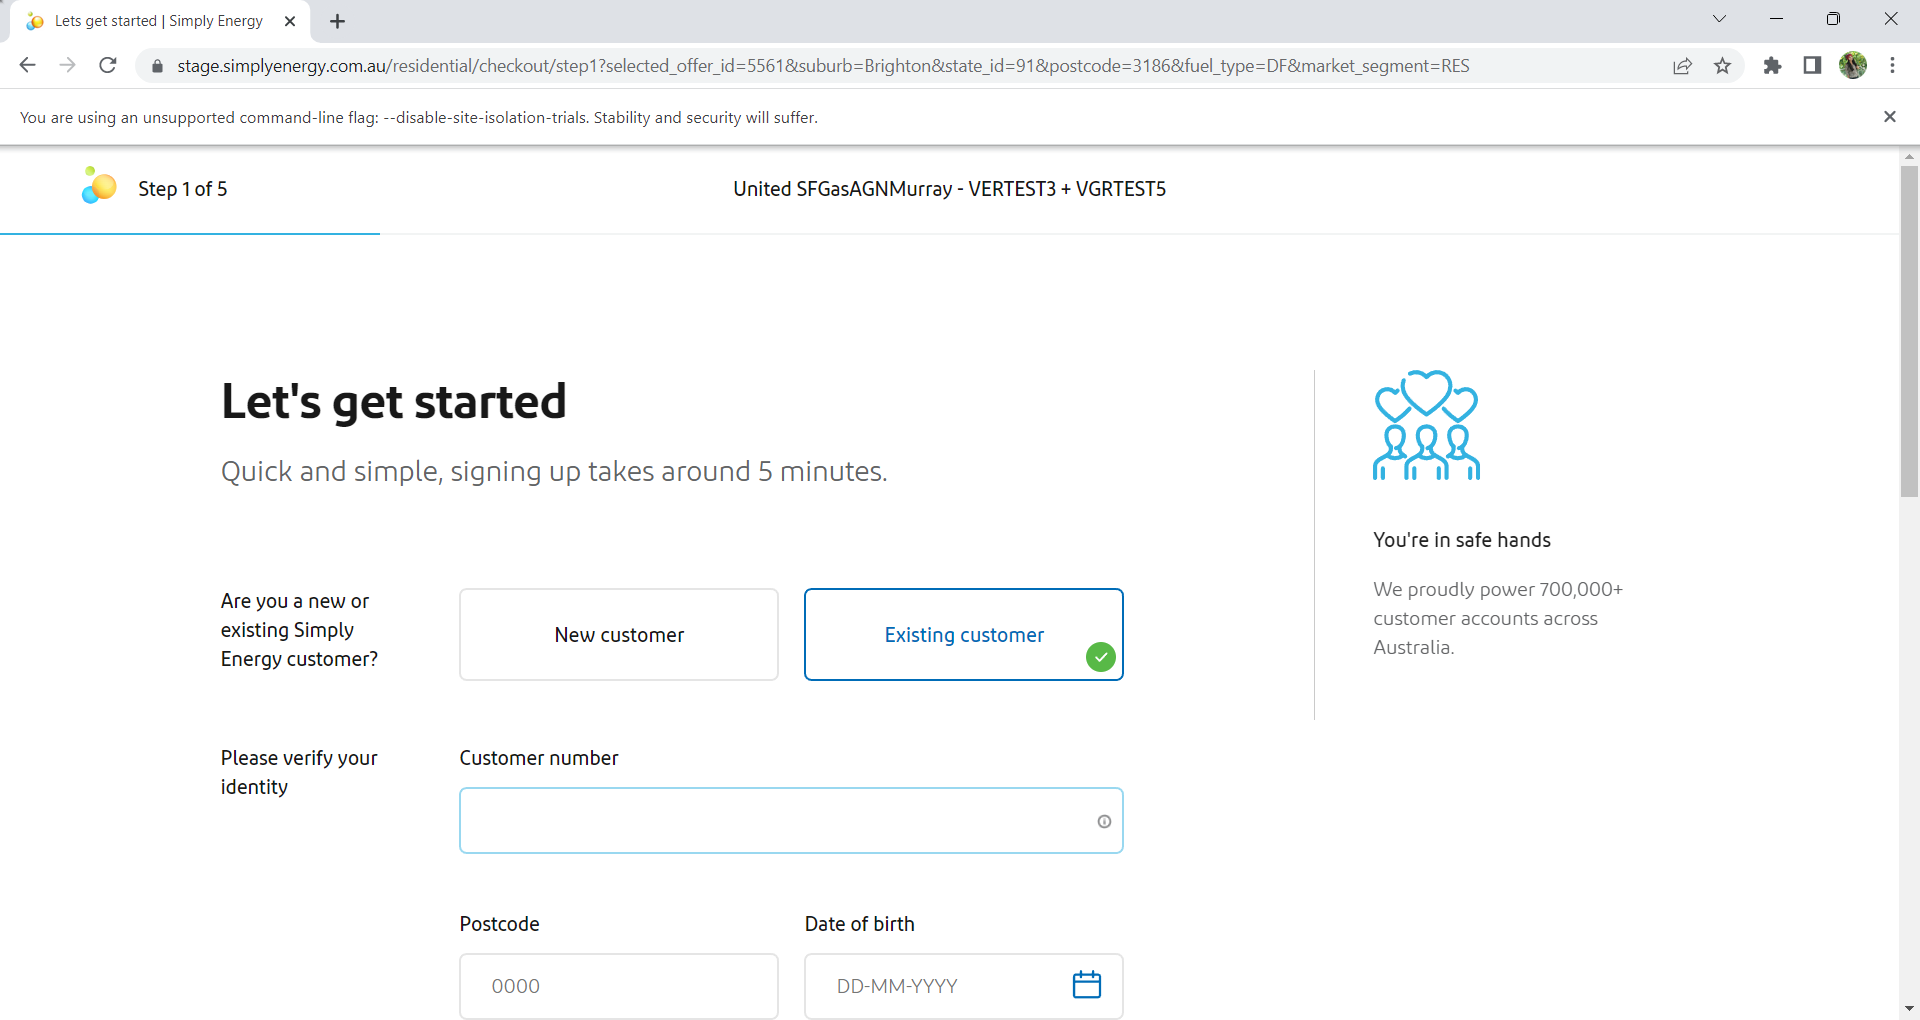 Lets get started | Simply Energy
stage.simplyenergy.com.au/residential/checkout/step1?selected_offer_id=5561&suburb=Brighton&state_id=91&postcode=3186&fuel_type=DF&market_segment=RES
You are using an unsupported command-line flag: --disable-site-isolation-trials. Stability and security will suffer.
Step 1 of 5
United SFGasAGNMurray - VERTEST3 + VGRTEST5
Let's get started
Quick and simple, signing up takes around 5 minutes.
Are you a new or
existing Simply
Energy customer?
New customer
Existing customer
Please verify your
identity
Customer number
Postcode
Date of birth
0000
DD-MM-YYYY
You're in safe hands
We proudly power 700,000+
customer accounts across
Australia.